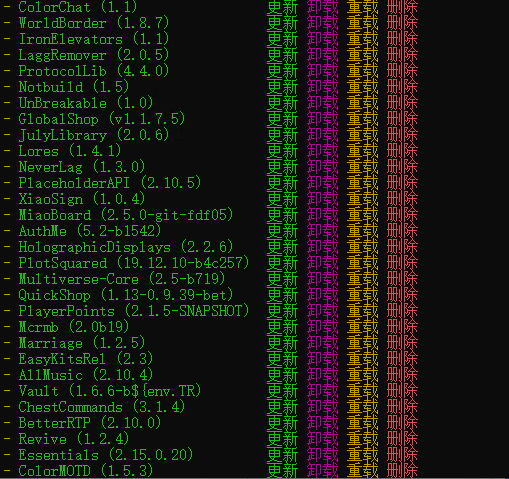 - ColorChat (1.1) 更新 卸载 重载 删除
- WorldBorder (1.8.7) 更新 卸载 重载 删除
- IronElevators (1.1) 更新 卸载 重载 删除
- LaggRemover (2.0.5) 更新 卸载 重载 删除
- ProtocolLib (4.4.0) 更新 卸载 重载 删除
- Notbuild (1.5) 更新 卸载 重载 删除
- UnBreakable (1.0) 更新 卸载 重载 删除
- GlobalShop (v1.1.7.5) 更新 卸载 重载 删除
- JulyLibrary (2.0.6) 更新 卸载 重载 删除
- Lores (1.4.1) 更新 卸载 重载 删除
- NeverLag (1.3.0) 更新 卸载 重载 删除
- PlaceholderAPI (2.10.5) 更新 卸载 重载 删除
- XiaoSign (1.0.4) 更新 卸载 重载 删除
- MiaoBoard (2.5.0-git-fdf05) 更新 卸载 重载 删除
- AuthMe (5.2-b1542) 更新 卸载 重载 删除
- HolographicDisplays (2.2.6) 更新 卸载 重载 删除
- PlotSquared (19.12.10-b4c257) 更新 卸载 重载 删除
- Multiverse-Core (2.5-b719) 更新 卸载 重载 删除
- QuickShop (1.13-0.9.39-bet) 更新 卸载 重载 删除
- PlayerPoints (2.1.5-SNAPSHOT) 更新 卸载 重载 删除
- Mcrmb (2.0b19) 更新 卸载 重载 删除
- Marriage (1.2.5) 更新 卸载 重载 删除
- EasyKitsRel (2.3) 更新 卸载 重载 删除
- AllMusic (2.10.4) 更新 卸载 重载 删除
- Vault (1.6.6-b${env.TR) 更新 卸载 重载 删除
- ChestCommands (3.1.4) 更新 卸载 重载 删除
- BetterRTP (2.10.0) 更新 卸载 重载 删除
- Revive (1.2.4) 更新 卸载 重载 删除
- Essentials (2.15.0.20) 更新 卸载 重载 删除
- ColorMOTD (1.5.3) 更新 卸载 重载 删除